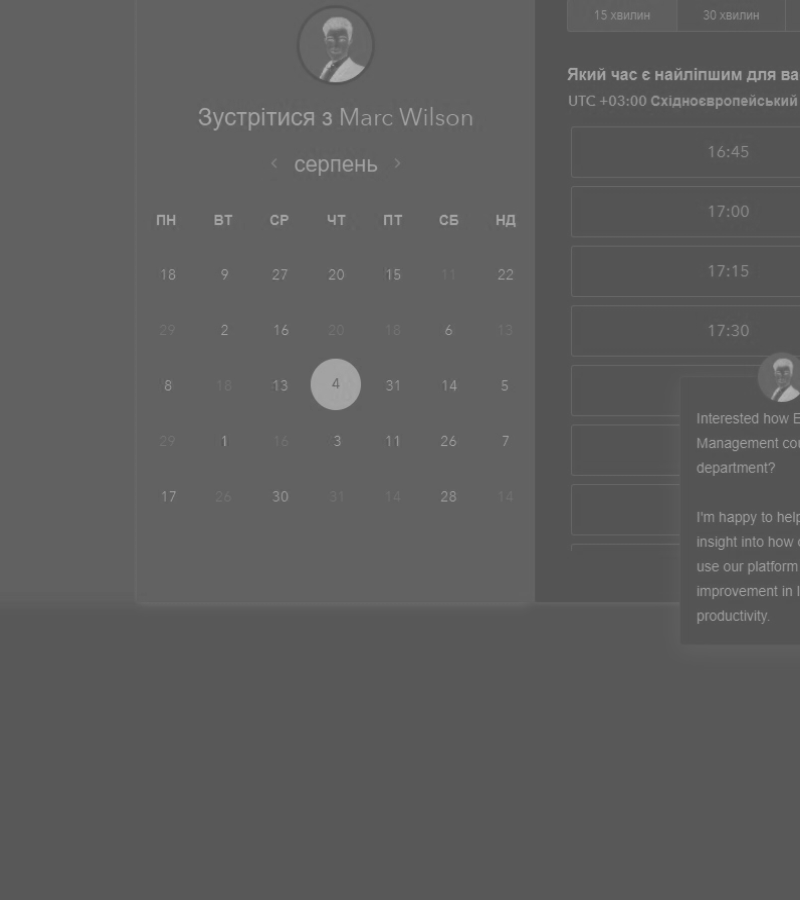 15 хвилин 30 хвилин
Зустрітися з Marc Wilson
серпень
ПН ВТ СР ЧТ ПТ СБ НД
18 9 27 20 15 11 22
29 2 16 20 18 6 13
8 18 13 4 31 14 5
29 1 16 3 11 26 7
17 26 30 31 14 28 14
Який час є найліпшим для ва
UTC +03:00 Східноєвропейський
16:45
17:00
17:15
17:30
Interested how E
Management cou
department?
I'm happy to help
insight into how
use our platform
improvement in
productivity.